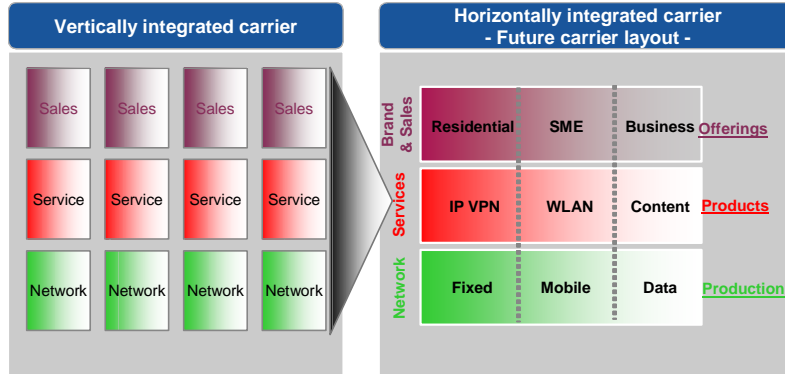 Vertically integrated carrier
Sales Sales Sales Sales
Service Service Service Service
Network Network Network Network
Horizontally integrated carrier
- Future carrier layout -
Brand
& Sales
Residential SME Business Offerings
Services
IP VPN WLAN Content Products
Network
Fixed Mobile Data Production